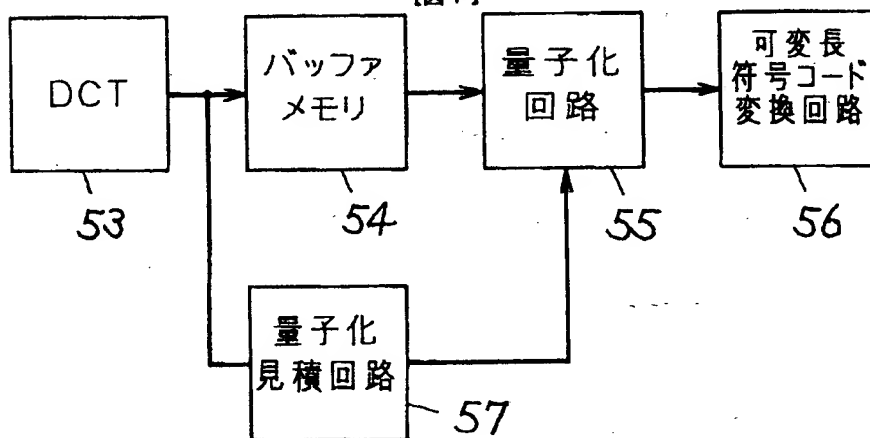 DCT
バッファ
メモリ
量子化
回路
可変長
符号コード
変換回路
53
54
55
56
量子化
見積回路
57